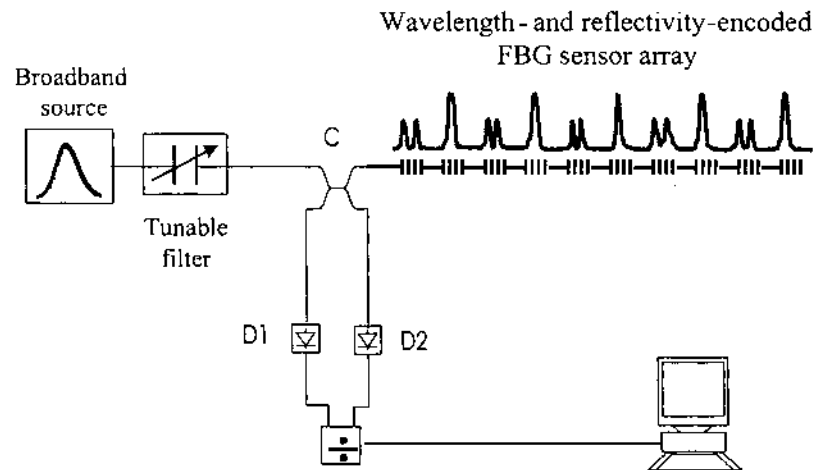 Wavelength- and reflectivity-encoded
FBG sensor array
Broadband
source
C
Tunable
filter
D1
D2